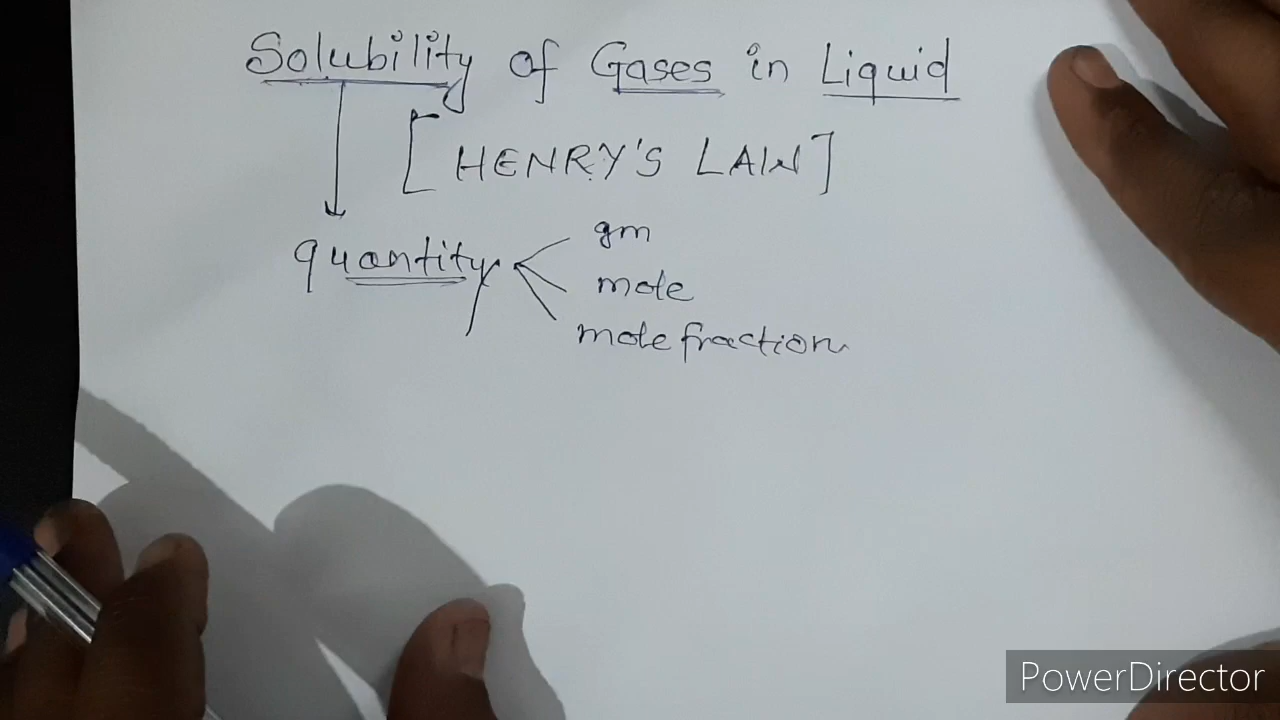 Solubility of Gases in Liquid
[HENRY'S LAW]
quantity
gm
mole
mole fraction
PowerDirector